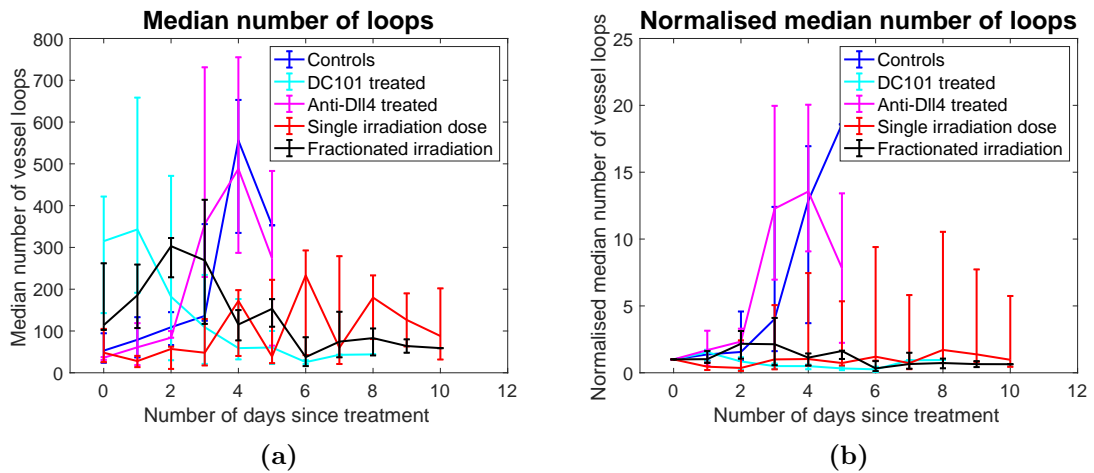 Median number of loops
Median number of vessel loops
800
700
600
500
400
300
200
100
0
0 2 4 6 8 10 12
Number of days since treatment
Controls
DC101 treated
Anti-Dll4 treated
Single irradiation dose
Fractionated irradiation
(a)
Normalised median number of loops
Normalised median number of vessel loops
25
20
15
10
5
0
0 2 4 6 8 10 12
Number of days since treatment
Controls
DC101 treated
Anti-Dll4 treated
Single irradiation dose
Fractionated irradiation
(b)